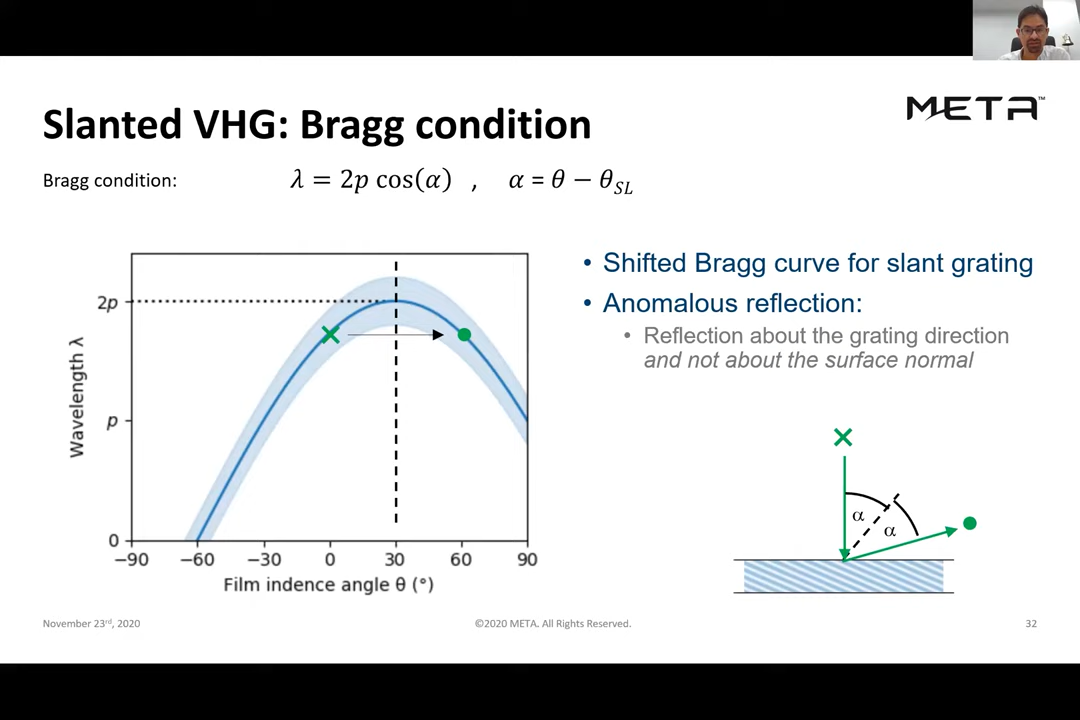 Slanted VHG: Bragg condition
META™
Bragg condition:
λ = 2p cos(α) , α = θ − θ_SL
2p
p
0
Wavelength λ
−90 −60 −30 0 30 60 90
Film indence angle θ (°)
• Shifted Bragg curve for slant grating
• Anomalous reflection:
• Reflection about the grating direction
and not about the surface normal
α
α
November 23rd, 2020
©2020 META. All Rights Reserved.
32